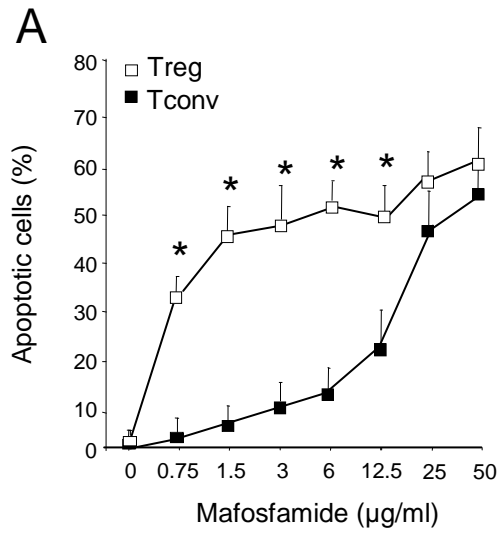 A
80
70
60
50
40
30
20
10
0
Apoptotic cells (%)
Treg
Tconv
*
*
*
*
*
0 0.75 1.5 3 6 12.5 25 50
Mafosfamide (µg/ml)